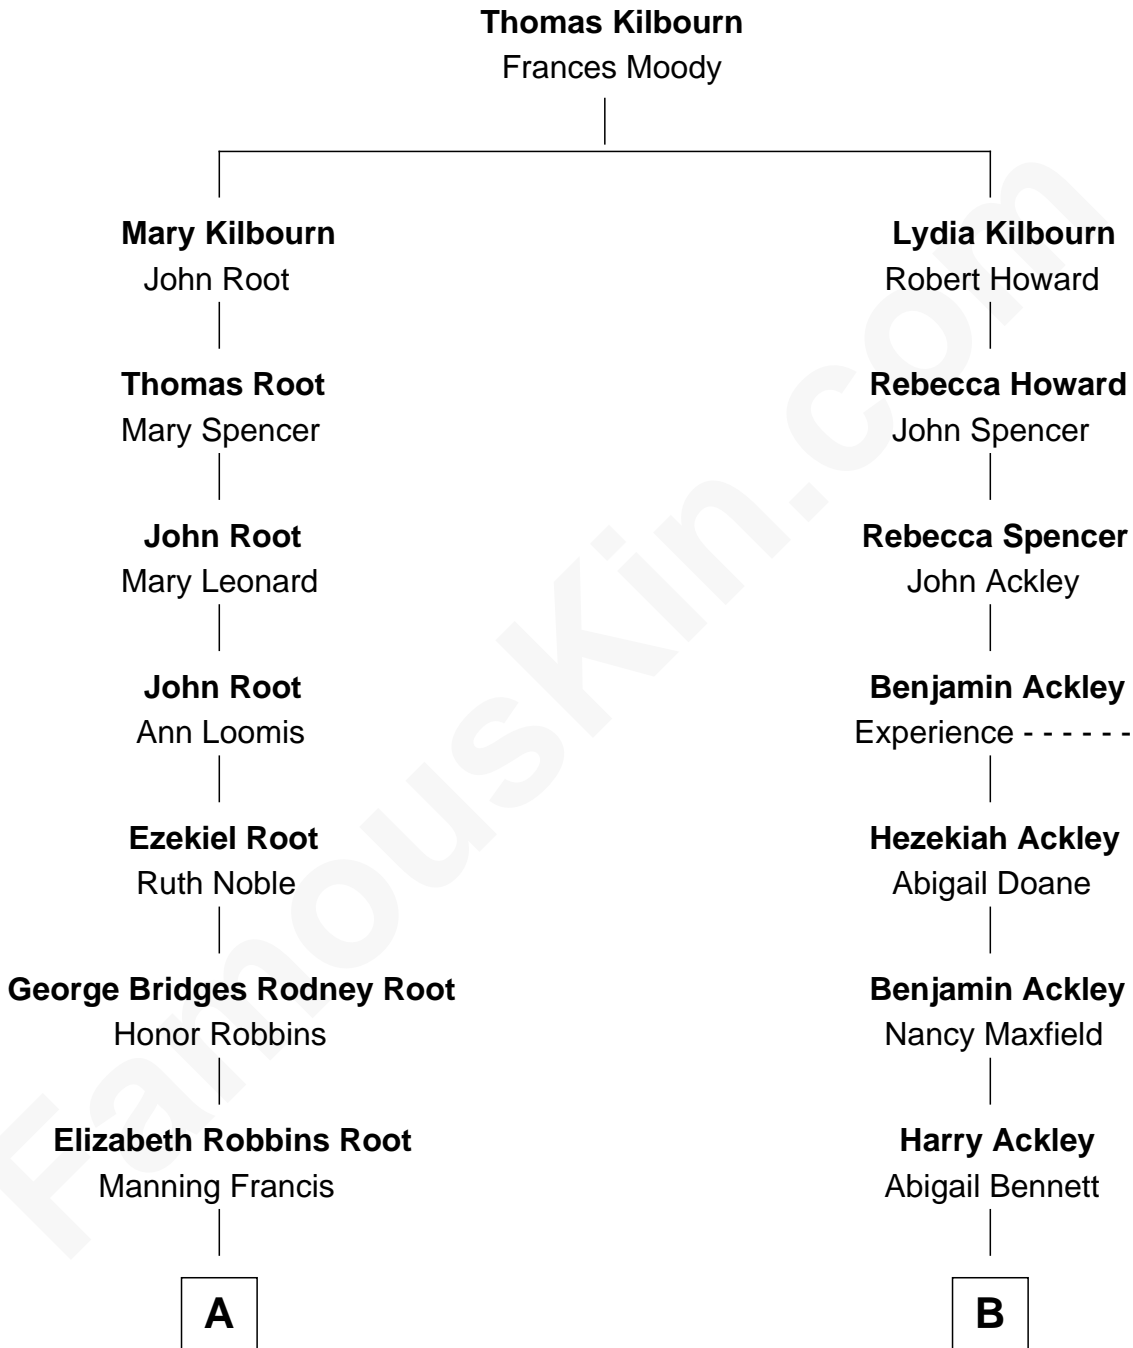 Thomas Kilbourn
Frances Moody
Mary Kilbourn
John Root
Thomas Root
Mary Spencer
John Root
Mary Leonard
John Root
Ann Loomis
Ezekiel Root
Ruth Noble
George Bridges Rodney Root
Honor Robbins
Elizabeth Robbins Root
Manning Francis
A
Lydia Kilbourn
Robert Howard
Rebecca Howard
John Spencer
Rebecca Spencer
John Ackley
Benjamin Ackley
Experience - - - - - -
Hezekiah Ackley
Abigail Doane
Benjamin Ackley
Nancy Maxfield
Harry Ackley
Abigail Bennett
B
FamousKin.com